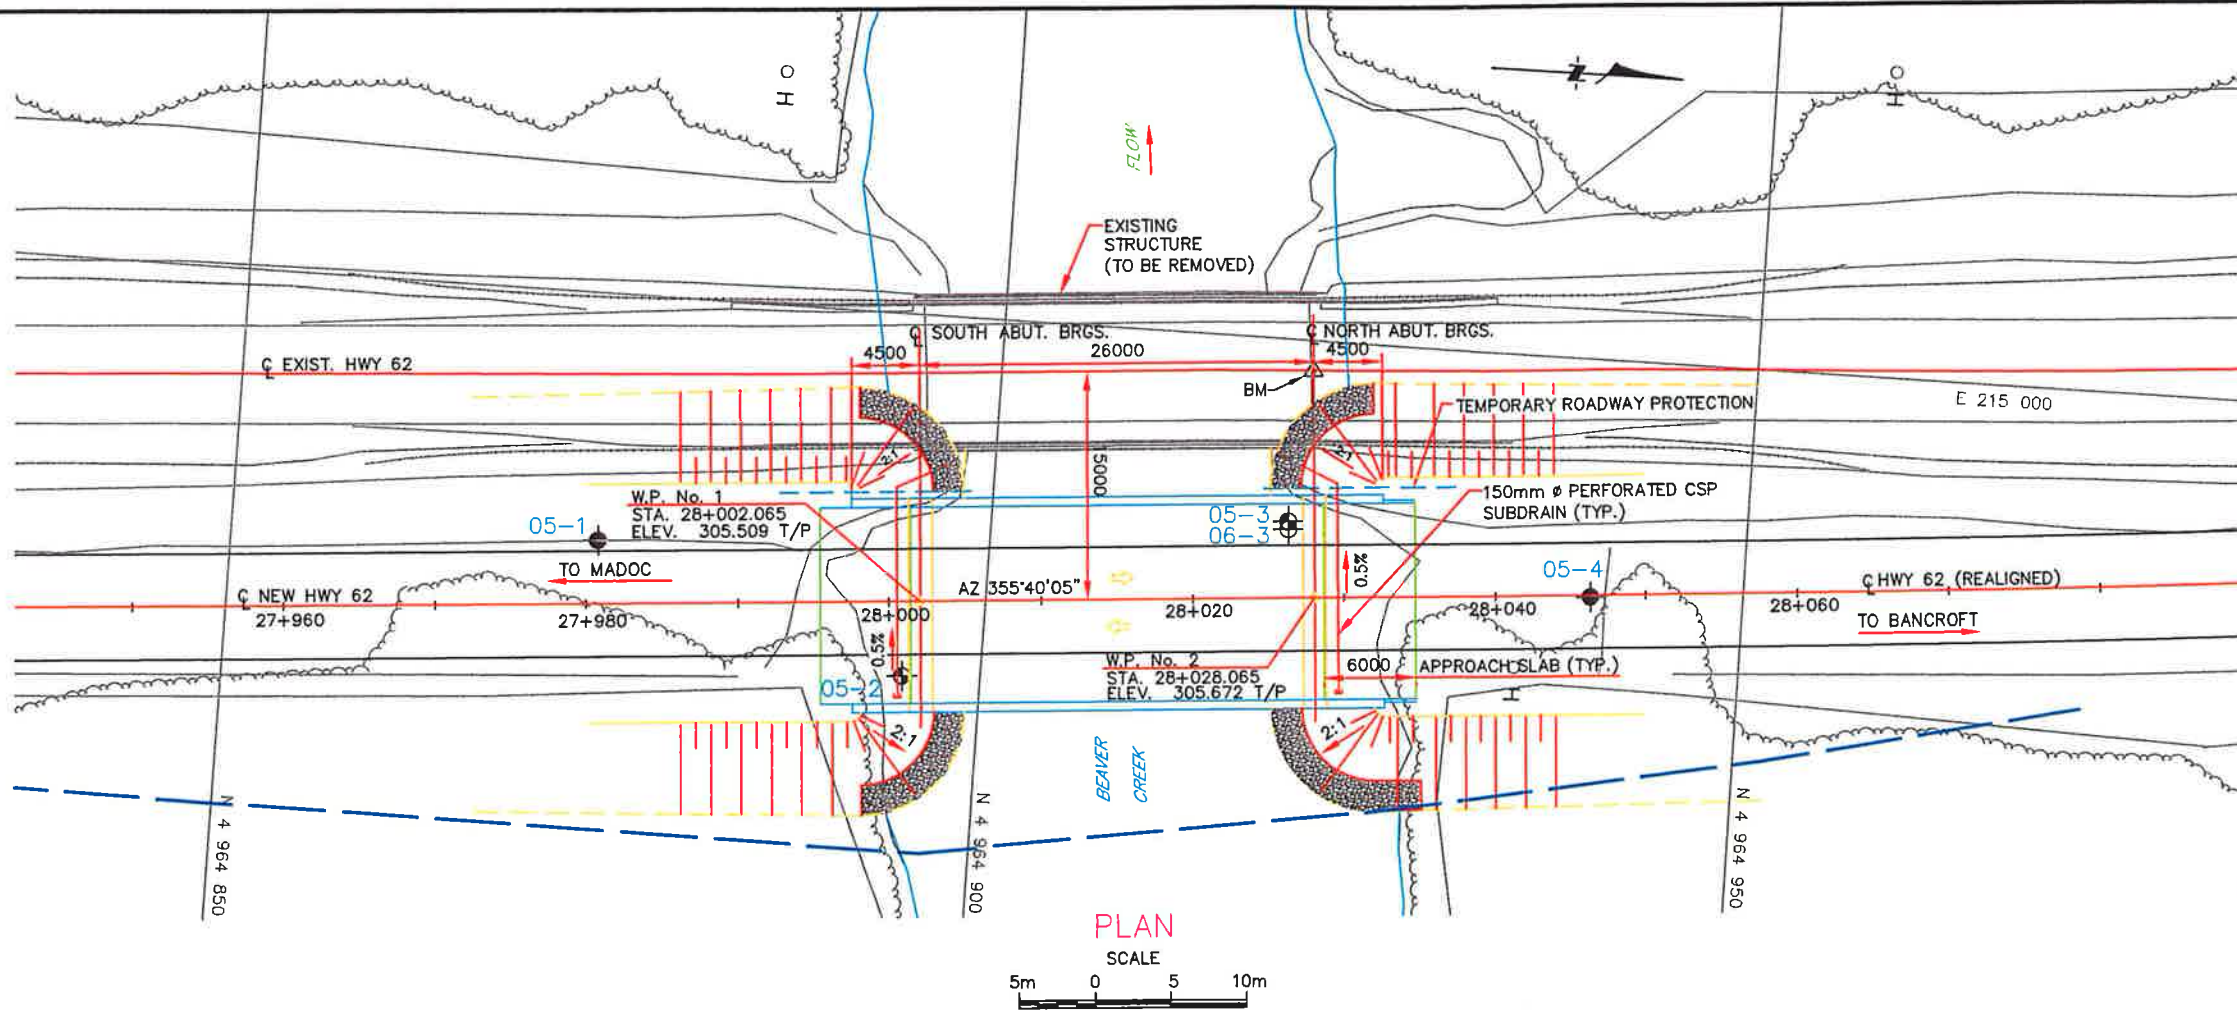 H O
H O
N
FLOW
EXISTING
STRUCTURE
(TO BE REMOVED)
℄ SOUTH ABUT. BRGS.
℄ NORTH ABUT. BRGS.
4500
26000
4500
℄ EXIST. HWY 62
BM
TEMPORARY ROADWAY PROTECTION
E 215 000
2:1
2:1
5000
W.P. No. 1
STA. 28+002.065
ELEV. 305.509 T/P
150mm ø PERFORATED CSP
SUBDRAIN (TYP.)
05-1
05-3
06-3
TO MADOC
0.5%
05-4
AZ 355°40'05"
℄ NEW HWY 62
℄ HWY 62 (REALIGNED)
27+960
27+980
28+000
28+020
28+040
28+060
TO BANCROFT
0.5%
W.P. No. 2
STA. 28+028.065
ELEV. 305.672 T/P
6000
APPROACH SLAB (TYP.)
05-2
H
2:1
2:1
BEAVER
CREEK
N 4 964 850
N 4 964 900
N 4 964 950
PLAN
SCALE
5m 0 5 10m